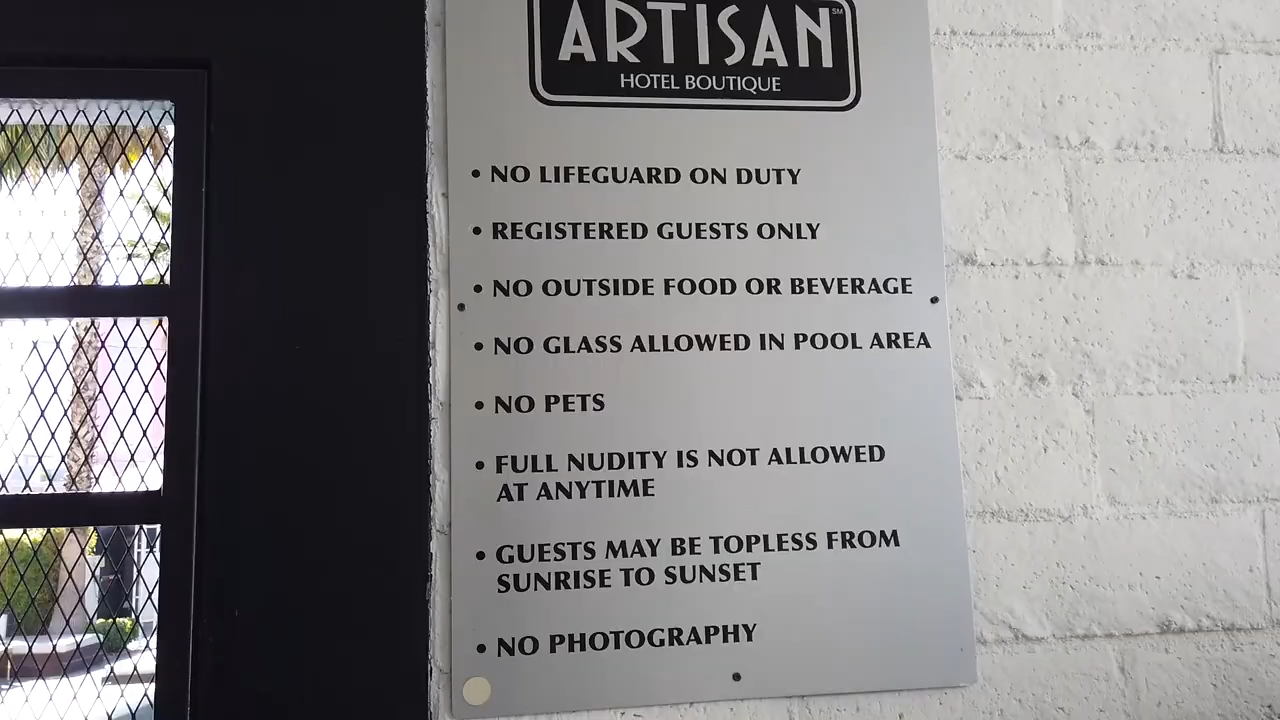 ARTISAN SM
HOTEL BOUTIQUE
• NO LIFEGUARD ON DUTY
• REGISTERED GUESTS ONLY
• NO OUTSIDE FOOD OR BEVERAGE
• NO GLASS ALLOWED IN POOL AREA
• NO PETS
• FULL NUDITY IS NOT ALLOWED
AT ANYTIME
• GUESTS MAY BE TOPLESS FROM
SUNRISE TO SUNSET
• NO PHOTOGRAPHY